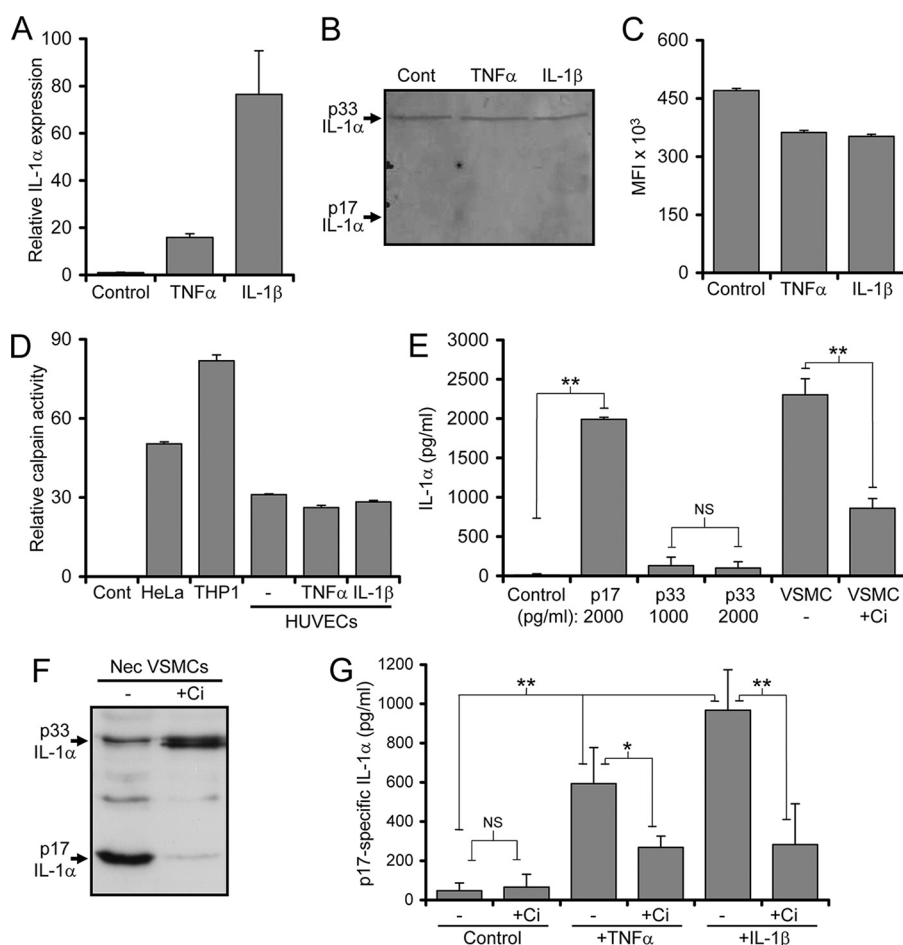 A
Relative IL-1α expression
100
80
60
40
20
0
Control
TNFα
IL-1β
B
Cont
TNFα
IL-1β
p33
IL-1α
p17
IL-1α
C
MFI x 10³
600
450
300
150
0
Control
TNFα
IL-1β
D
Relative calpain activity
90
60
30
0
Cont
HeLa
THP1
-
TNFα
IL-1β
HUVECs
E
IL-1α (pg/ml)
3000
2500
2000
1500
1000
500
0
**
NS
**
Control p17 p33 p33 VSMC VSMC
(pg/ml): 2000 1000 2000 - +Ci
F
Nec VSMCs
- +Ci
p33
IL-1α
p17
IL-1α
G
p17-specific IL-1α (pg/ml)
1200
1000
800
600
400
200
0
**
**
*
NS
- +Ci - +Ci - +Ci
Control +TNFα +IL-1β